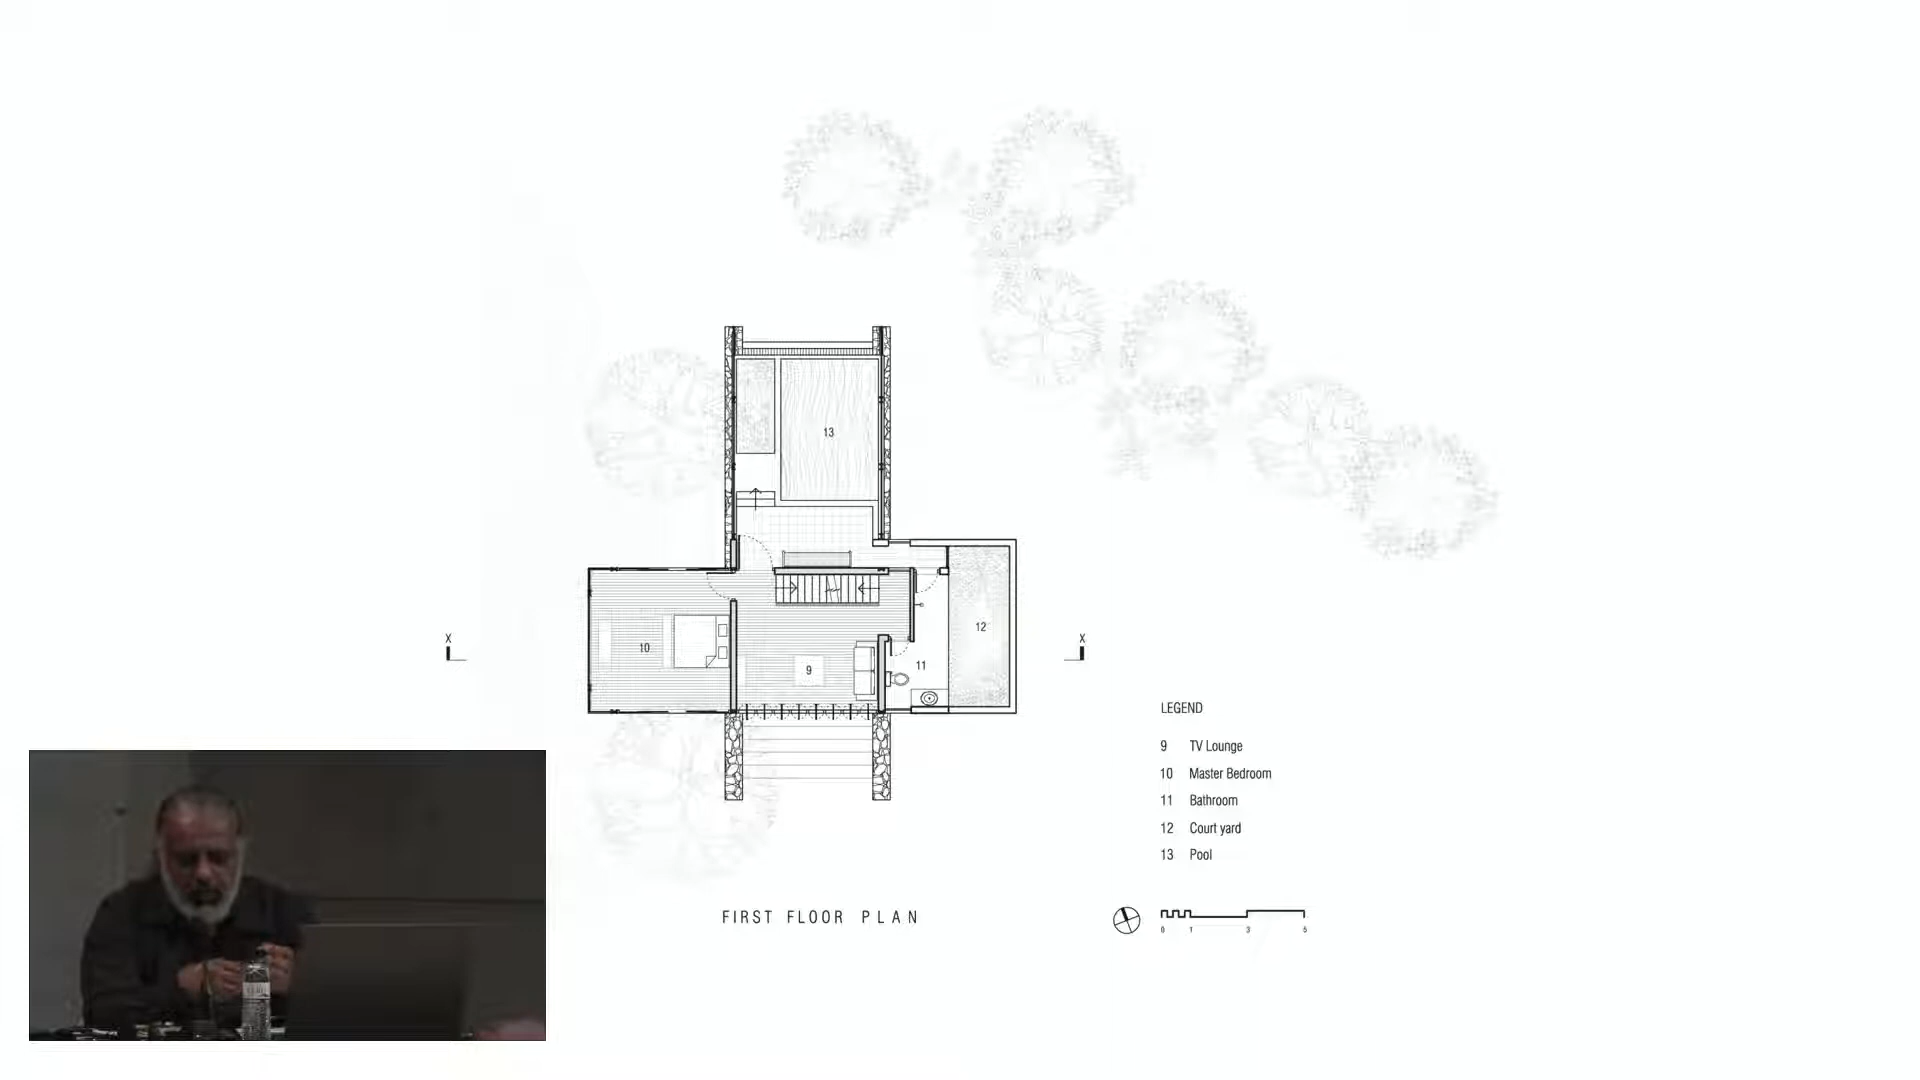 13
12
X
X
10
11
9
LEGEND
9 TV Lounge
10 Master Bedroom
11 Bathroom
12 Court yard
13 Pool
FIRST FLOOR PLAN
0 1 3 5